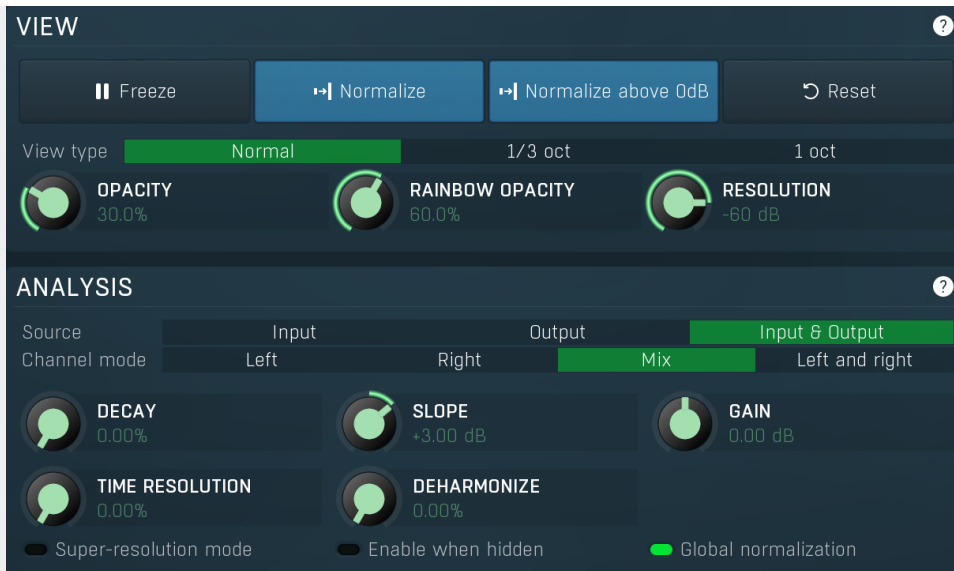 VIEW ?
Freeze Normalize Normalize above 0dB Reset
View type Normal 1/3 oct 1 oct
OPACITY RAINBOW OPACITY RESOLUTION
30.0% 60.0% -60 dB
ANALYSIS ?
Source Input Output Input & Output
Channel mode Left Right Mix Left and right
DECAY SLOPE GAIN
0.00% +3.00 dB 0.00 dB
TIME RESOLUTION DEHARMONIZE
0.00% 0.00%
Super-resolution mode Enable when hidden Global normalization